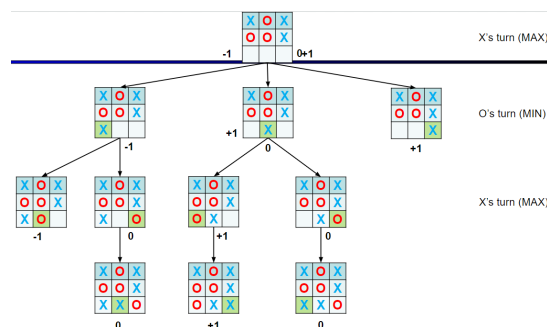 X O X
X's turn (MAX)
O O X
-1 0+1
X O X X O X X O X
O O X O O X O O X
O's turn (MIN)
X X X
+1
-1 0 +1
X O X X O X X O X X O X
O O X O O X O O X O O X
X's turn (MAX)
X O O O X X O
-1 0 +1 0
X O X X O X X O X
O O X O O X O O X
X X O O X X X X O
0 +1 0